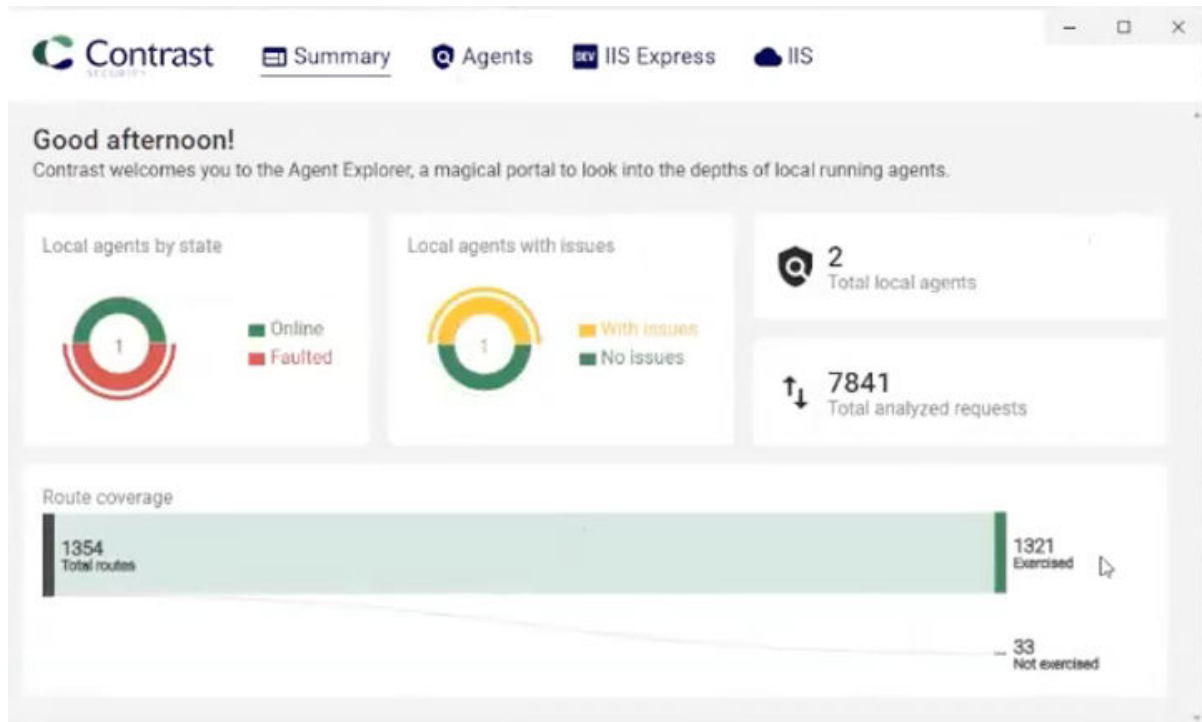 Contrast
SECURITY
Summary
Agents
DEV IIS Express
IIS
Good afternoon!
Contrast welcomes you to the Agent Explorer, a magical portal to look into the depths of local running agents.
Local agents by state
1
Online
Faulted
Local agents with issues
1
With issues
No issues
2
Total local agents
7841
Total analyzed requests
Route coverage
1354
Total routes
1321
Exercised
33
Not exercised